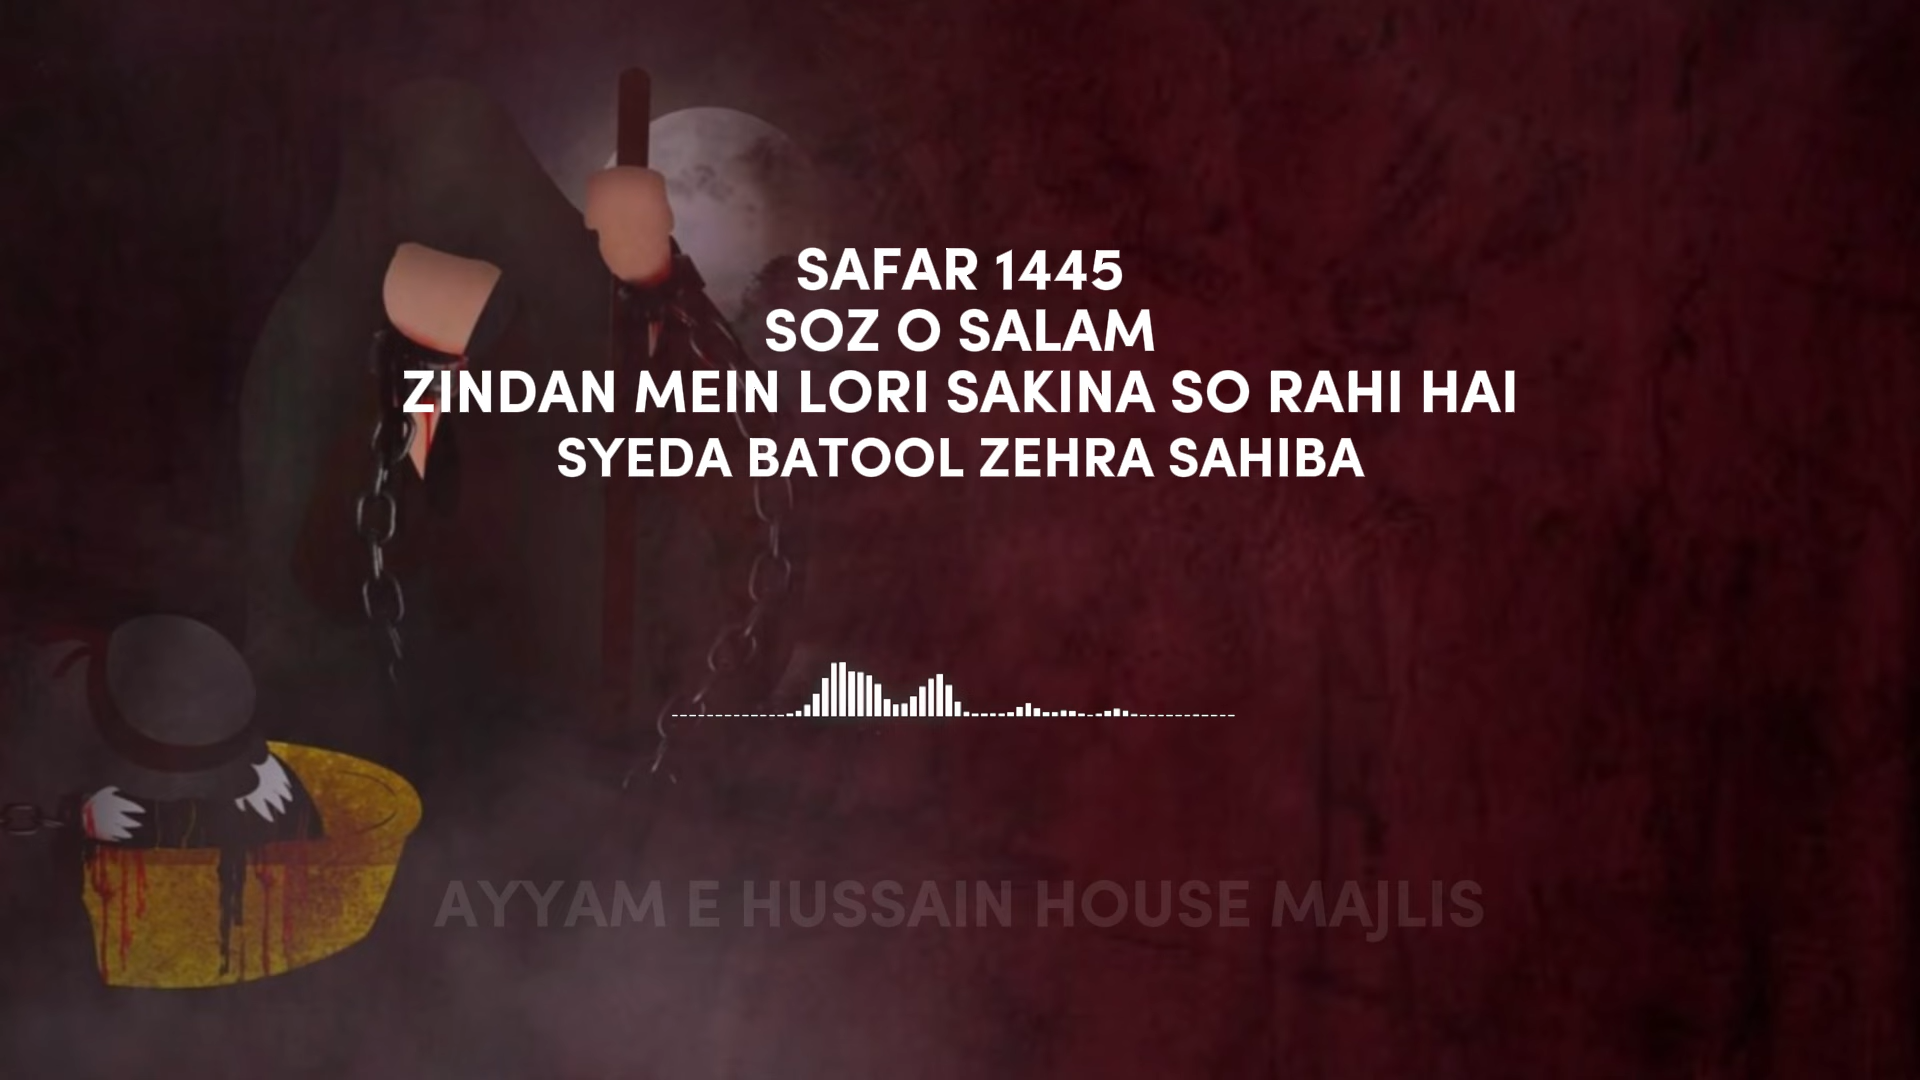 SAFAR 1445
SOZ O SALAM
ZINDAN MEIN LORI SAKINA SO RAHI HAI
SYEDA BATOOL ZEHRA SAHIBA
AYYAM E HUSSAIN HOUSE MAJLIS